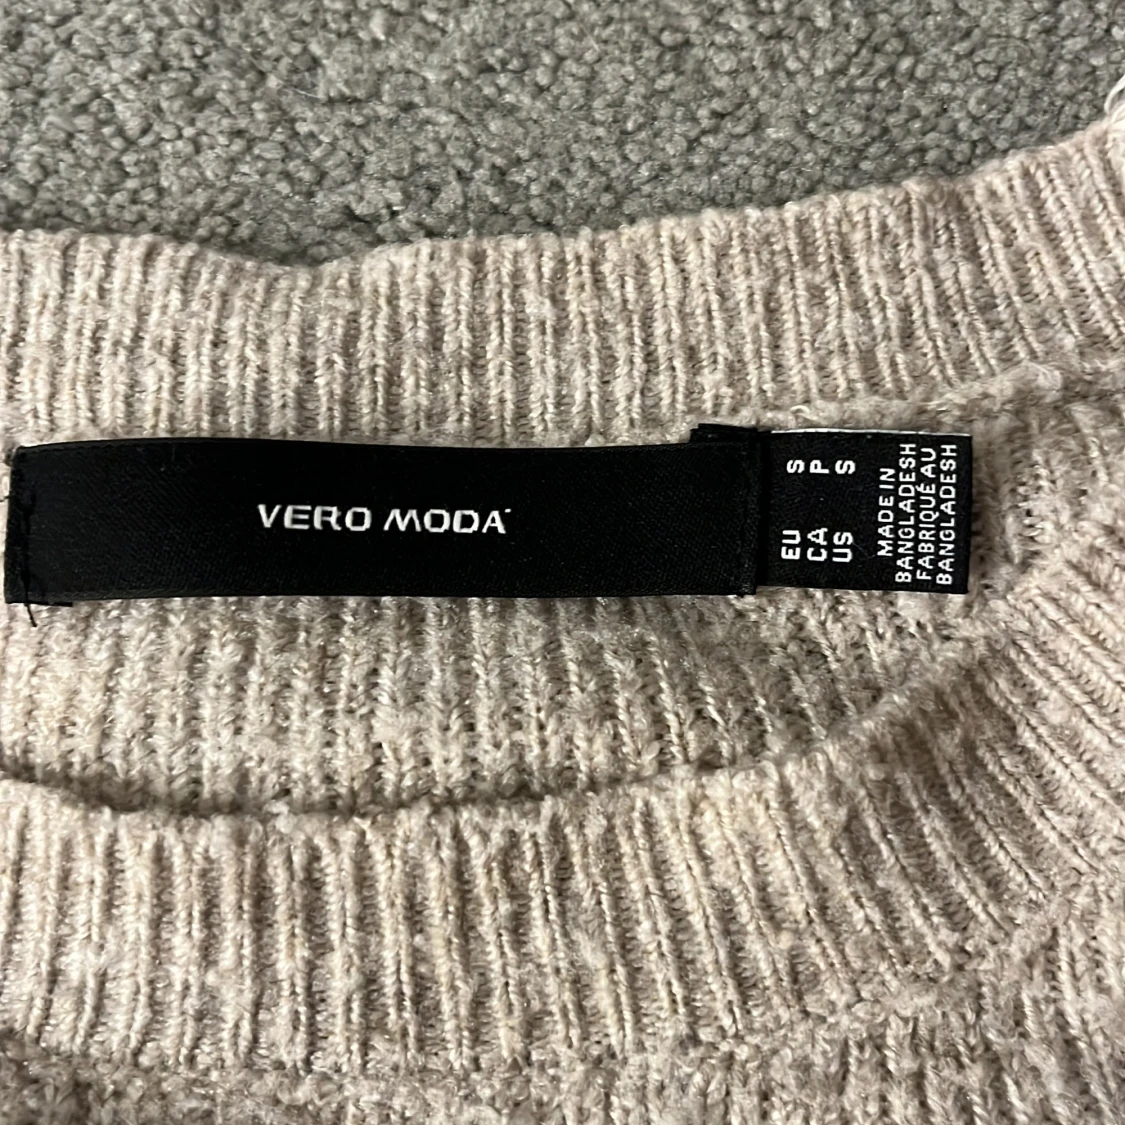 VERO MODA
EU S
CA P
US S
MADE IN
BANGLADESH
FABRIQUÉ AU
BANGLADESH